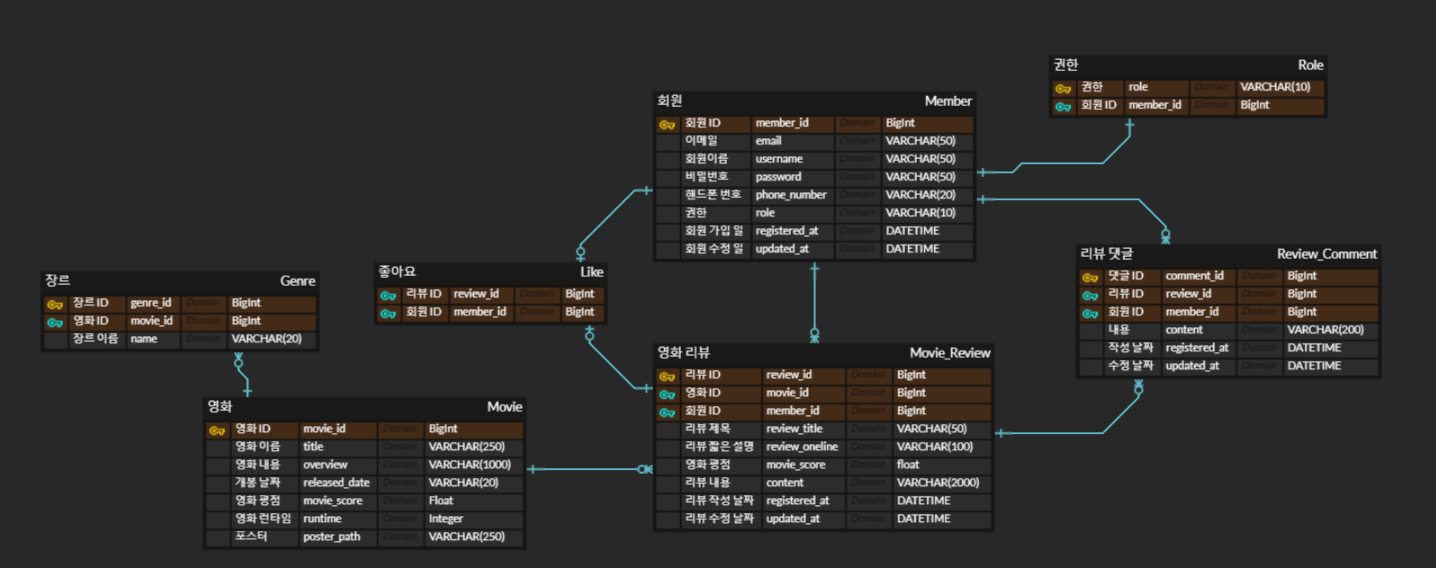 권한 Role
권한 role Domain VARCHAR(10)
회원 ID member_id Domain BigInt
회원 Member
회원 ID member_id Domain BigInt
이메일 email Domain VARCHAR(50)
회원이름 username Domain VARCHAR(50)
비밀번호 password Domain VARCHAR(50)
핸드폰 번호 phone_number Domain VARCHAR(20)
권한 role Domain VARCHAR(10)
회원 가입 일 registered_at Domain DATETIME
회원 수정 일 updated_at Domain DATETIME
리뷰 댓글 Review_Comment
댓글 ID comment_id Domain BigInt
리뷰 ID review_id Domain BigInt
회원 ID member_id Domain BigInt
내용 content Domain VARCHAR(200)
작성 날짜 registered_at Domain DATETIME
수정 날짜 updated_at Domain DATETIME
좋아요 Like
리뷰 ID review_id Domain BigInt
회원 ID member_id Domain BigInt
장르 Genre
장르 ID genre_id Domain BigInt
영화 ID movie_id Domain BigInt
장르 이름 name Domain VARCHAR(20)
영화 리뷰 Movie_Review
리뷰 ID review_id Domain BigInt
영화 ID movie_id Domain BigInt
회원 ID member_id Domain BigInt
리뷰 제목 review_title Domain VARCHAR(50)
리뷰 짧은 설명 review_oneline Domain VARCHAR(100)
영화 평점 movie_score Domain float
리뷰 내용 content Domain VARCHAR(2000)
리뷰 작성 날짜 registered_at Domain DATETIME
리뷰 수정 날짜 updated_at Domain DATETIME
영화 Movie
영화 ID movie_id Domain BigInt
영화 이름 title Domain VARCHAR(250)
영화 내용 overview Domain VARCHAR(1000)
개봉 날짜 released_date Domain VARCHAR(20)
영화 평점 movie_score Domain Float
영화 런타임 runtime Domain Integer
포스터 poster_path Domain VARCHAR(250)